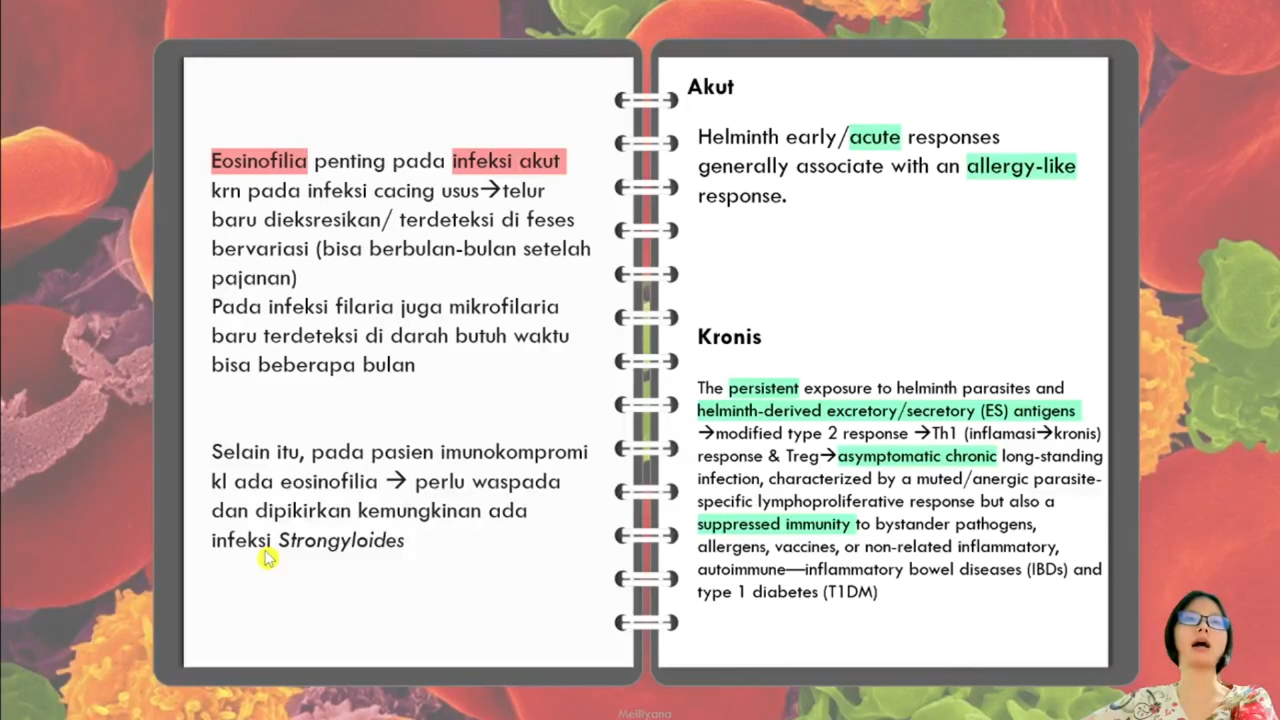 Eosinofilia penting pada infeksi akut
krn pada infeksi cacing usus→telur
baru dieksresikan/ terdeteksi di feses
bervariasi (bisa berbulan-bulan setelah
pajanan)
Pada infeksi filaria juga mikrofilaria
baru terdeteksi di darah butuh waktu
bisa beberapa bulan
Selain itu, pada pasien imunokompromi
kl ada eosinofilia → perlu waspada
dan dipikirkan kemungkinan ada
infeksi Strongyloides
Akut
Helminth early/acute responses
generally associate with an allergy-like
response.
Kronis
The persistent exposure to helminth parasites and
helminth-derived excretory/secretory (ES) antigens
→modified type 2 response →Th1 (inflamasi→kronis)
response & Treg→asymptomatic chronic long-standing
infection, characterized by a muted/anergic parasite-
specific lymphoproliferative response but also a
suppressed immunity to bystander pathogens,
allergens, vaccines, or non-related inflammatory,
autoimmune—inflammatory bowel diseases (IBDs) and
type 1 diabetes (T1DM)
Meillyana